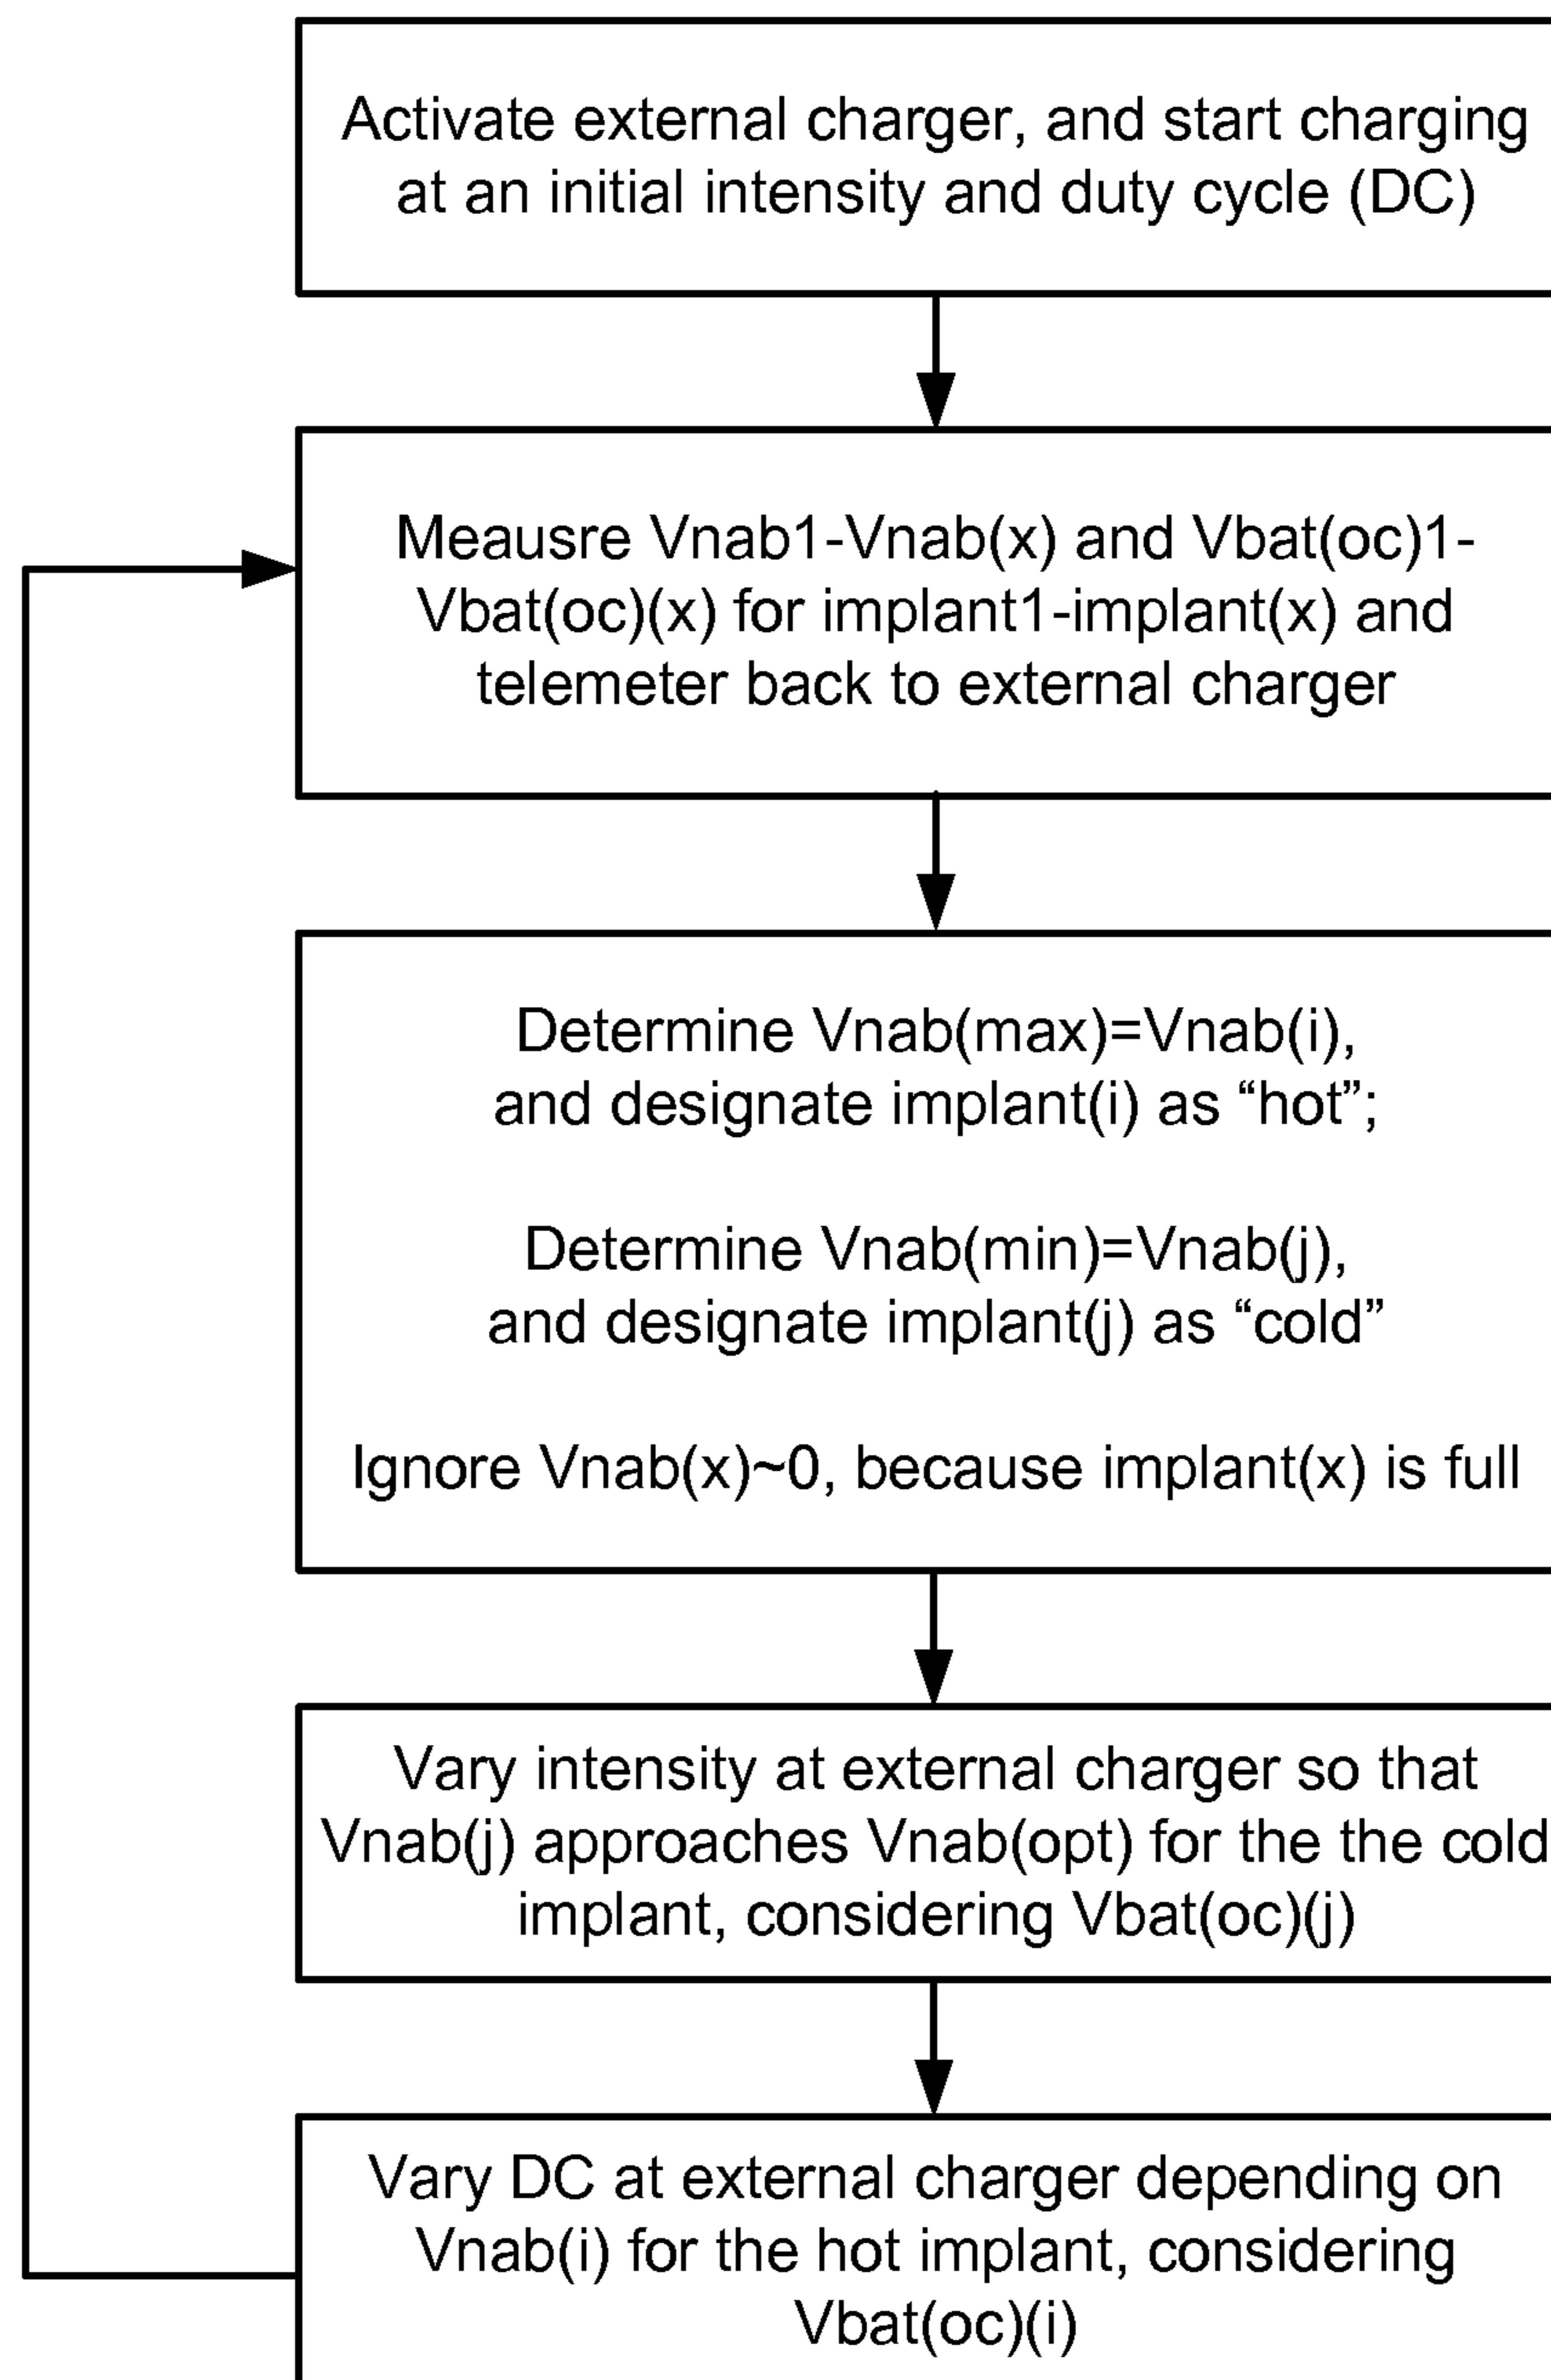 Activate external charger, and start charging
at an initial intensity and duty cycle (DC)
Meausre Vnab1-Vnab(x) and Vbat(oc)1-
Vbat(oc)(x) for implant1-implant(x) and
telemeter back to external charger
Determine Vnab(max)=Vnab(i),
and designate implant(i) as “hot”;
Determine Vnab(min)=Vnab(j),
and designate implant(j) as “cold”
Ignore Vnab(x)~0, because implant(x) is full
Vary intensity at external charger so that
Vnab(j) approaches Vnab(opt) for the the cold
implant, considering Vbat(oc)(j)
Vary DC at external charger depending on
Vnab(i) for the hot implant, considering
Vbat(oc)(i)